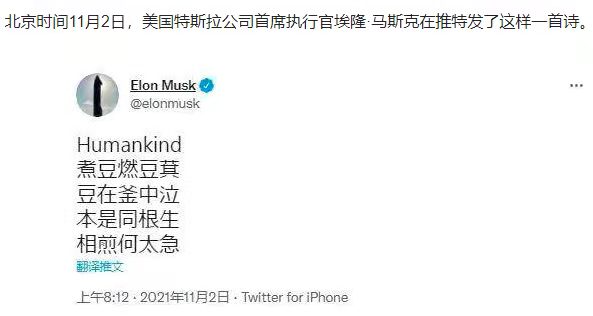 北京时间11月2日，美国特斯拉公司首席执行官埃隆·马斯克在推特发了这样一首诗。
Elon Musk
@elonmusk
Humankind
煮豆燃豆萁
豆在釜中泣
本是同根生
相煎何太急
翻译推文
上午8:12 · 2021年11月2日 · Twitter for iPhone